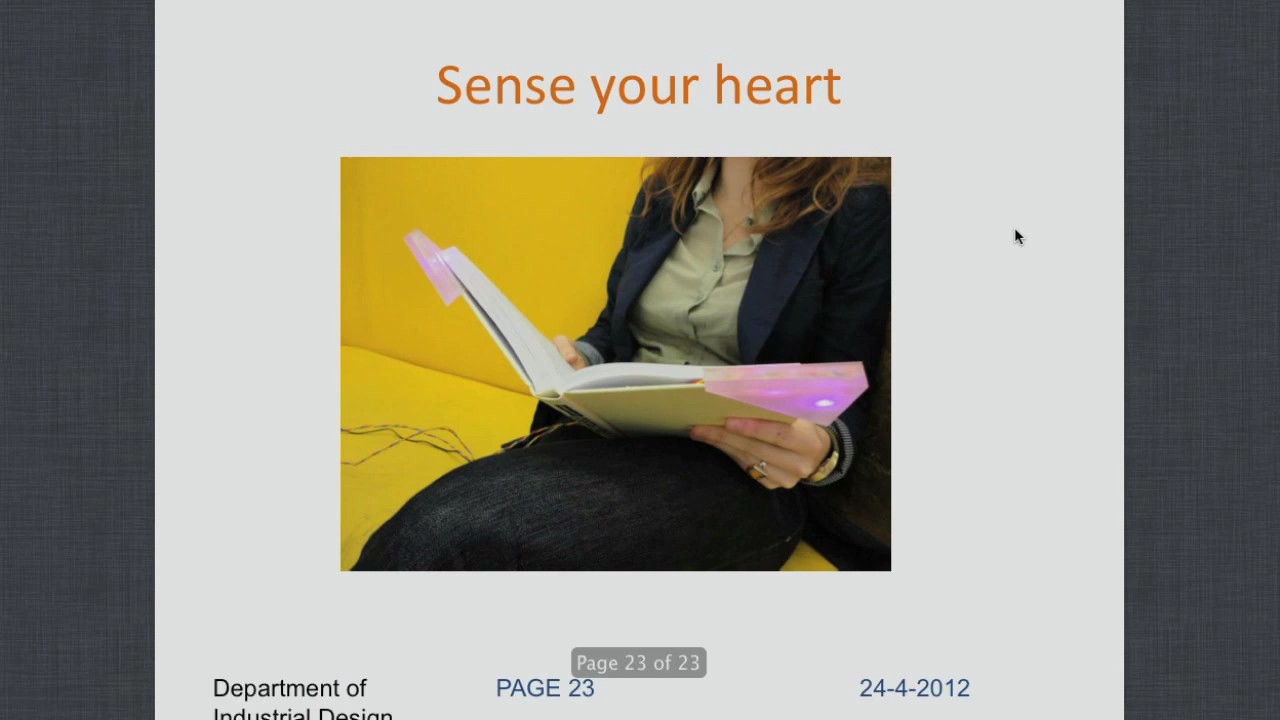 Sense your heart
Page 23 of 23
Department of
PAGE 23
24-4-2012
Industrial Design